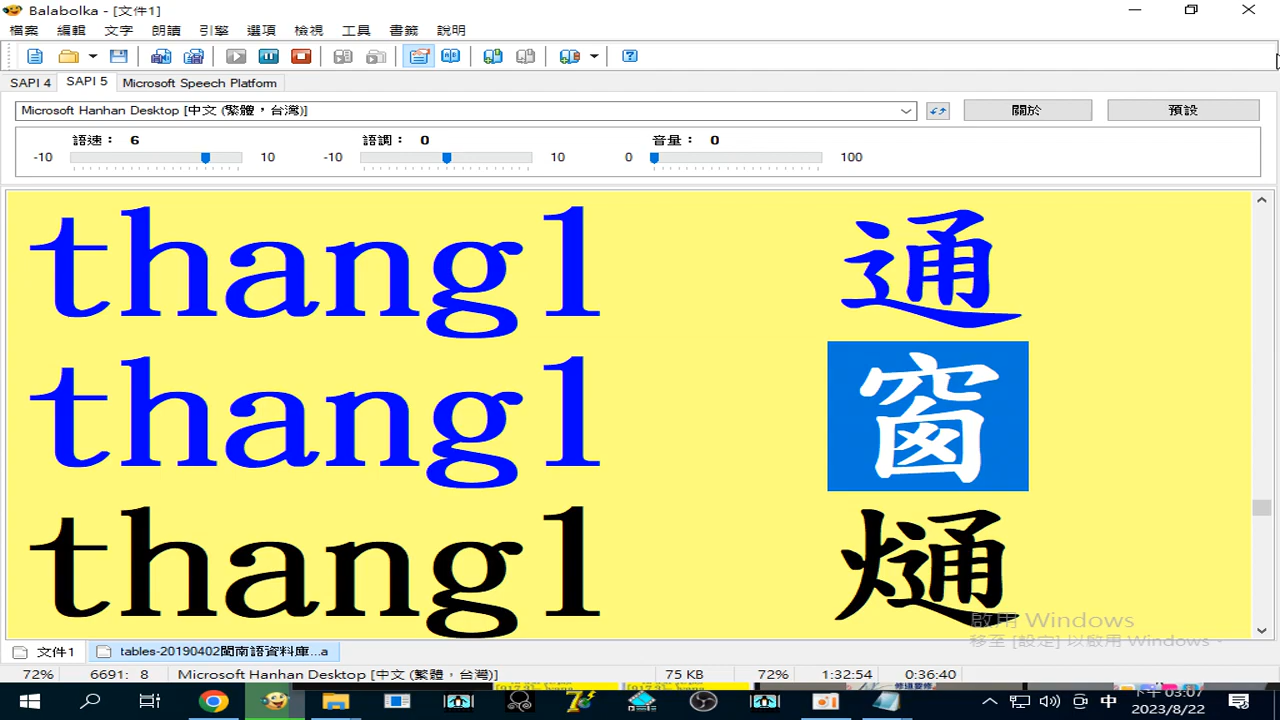 Balabolka - [文件1]
檔案 編輯 文字 朗讀 引擎 選項 檢視 工具 書籤 說明
SAPI 4 SAPI 5 Microsoft Speech Platform
Microsoft Hanhan Desktop [中文 (繁體，台灣)] 關於 預設
語速： 6 語調： 0 音量： 0
-10 10 -10 10 0 100
thang1 通
thang1 窗
thang1 熥
啟用 Windows
移至 [設定] 以啟用 Windows。
文件1 tables-20190402閩南語資料庫...a
72% 6691: 8 Microsoft Hanhan Desktop [中文 (繁體，台灣)] 75 KB 72% 1:32:54 0:36:40
中 下午 03:07
2023/8/22